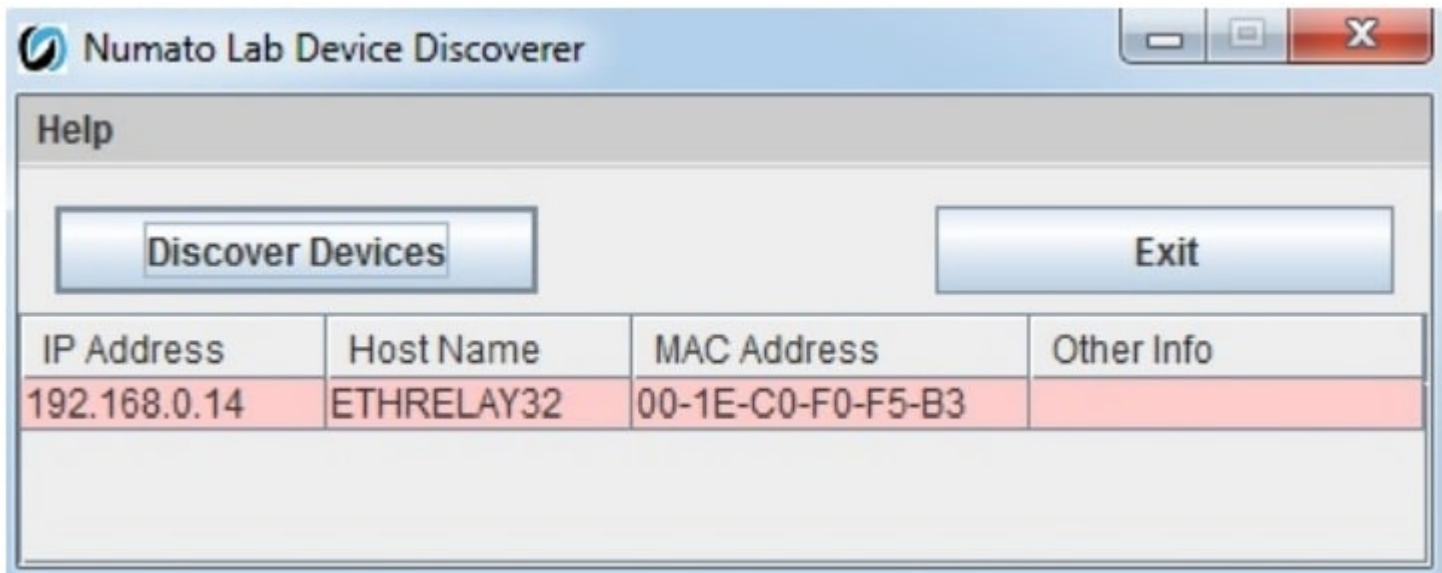 Numato Lab Device Discoverer
Help
Discover Devices Exit
IP Address Host Name MAC Address Other Info
192.168.0.14 ETHRELAY32 00-1E-C0-F0-F5-B3